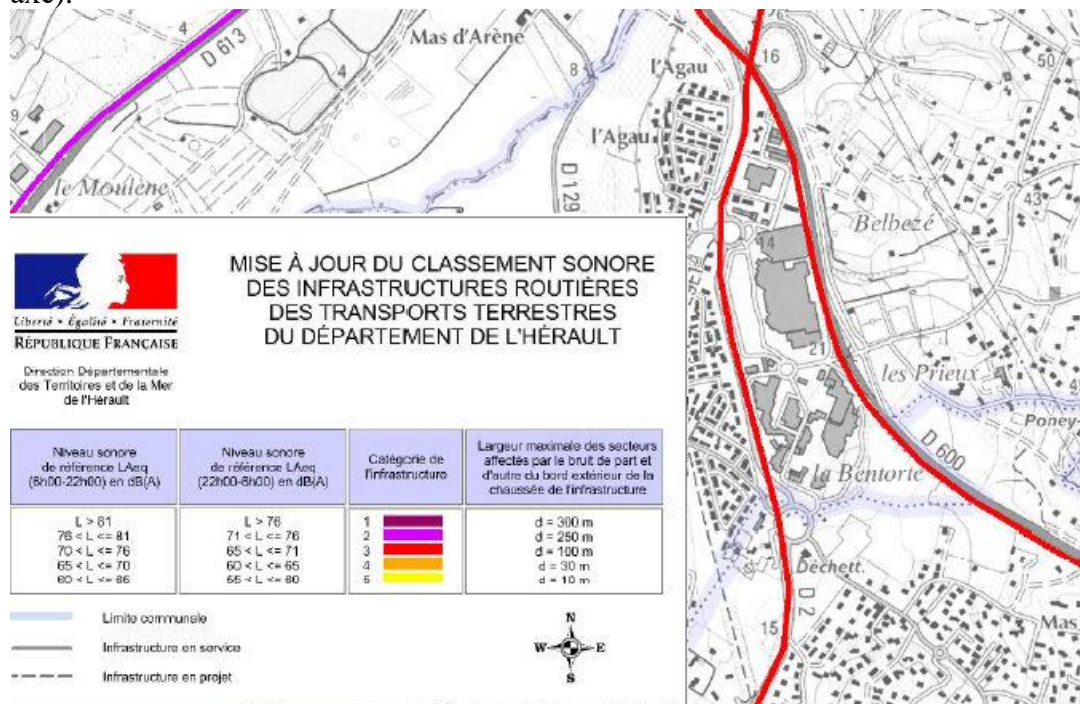 axe).
4
D 613
Mas d'Arène
4
8
l'Agau
16
50
9
le Moulène
l'Agau
D 129
43
Belbezé
14
21
les Prieux
Poney-
D 600
la Bentorte
Déchett.
D 2
15
Mas
Liberté • Égalité • Fraternité
RÉPUBLIQUE FRANÇAISE
Direction Départementale
des Territoires et de la Mer
de l'Hérault
MISE À JOUR DU CLASSEMENT SONORE
DES INFRASTRUCTURES ROUTIÈRES
DES TRANSPORTS TERRESTRES
DU DÉPARTEMENT DE L'HÉRAULT
Niveau sonore
de référence LAeq
(6h00-22h00) en dB(A)
Niveau sonore
de référence LAeq
(22h00-6h00) en dB(A)
Catégorie de
l'infrastructure
Largeur maximale des secteurs
affectés par le bruit de part et
d'autre du bord extérieur de la
chaussée de l'infrastructure
L > 81 L > 76 1 d = 300 m
76 < L <= 81 71 < L <= 76 2 d = 250 m
70 < L <= 76 65 < L <= 71 3 d = 100 m
65 < L <= 70 60 < L <= 65 4 d = 30 m
60 < L <= 65 55 < L <= 60 5 d = 10 m
Limite communale
Infrastructure en service
Infrastructure en projet
N
W E
S